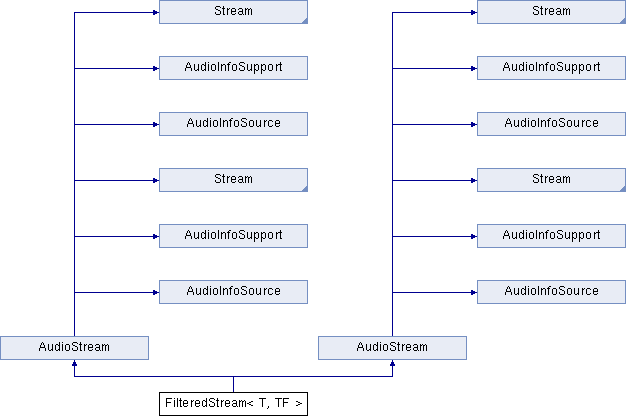 Stream
Stream
AudioInfoSupport
AudioInfoSupport
AudioInfoSource
AudioInfoSource
Stream
Stream
AudioInfoSupport
AudioInfoSupport
AudioInfoSource
AudioInfoSource
AudioStream
AudioStream
FilteredStream< T, TF >